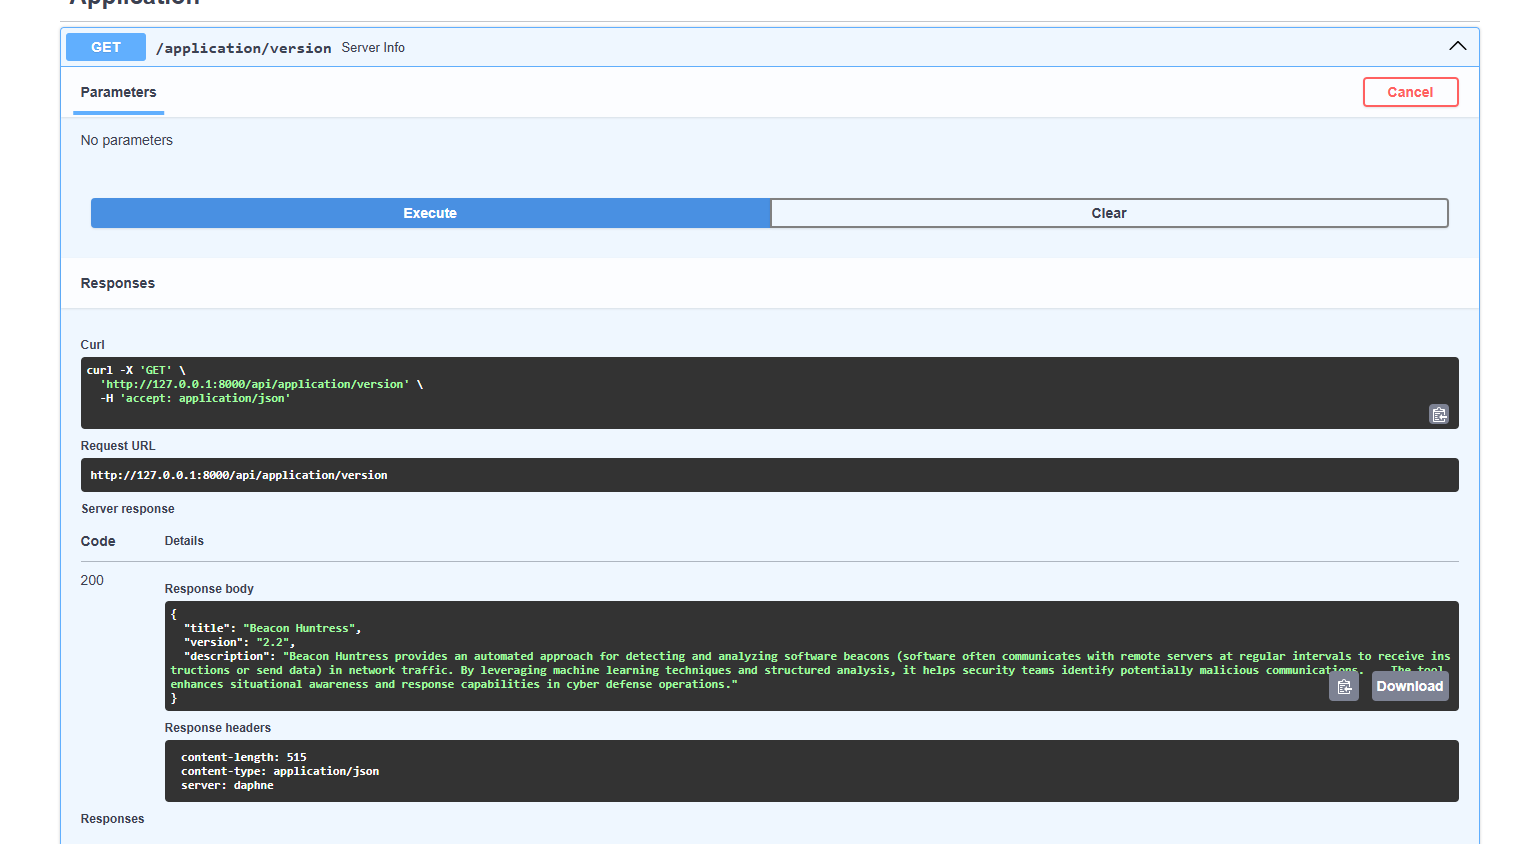 Application
GET /application/version Server Info
Parameters
Cancel
No parameters
Execute
Clear
Responses
Curl
curl -X 'GET' \
'http://127.0.0.1:8000/api/application/version' \
-H 'accept: application/json'
Request URL
http://127.0.0.1:8000/api/application/version
Server response
Code Details
200
Response body
{
"title": "Beacon Huntress",
"version": "2.2",
"description": "Beacon Huntress provides an automated approach for detecting and analyzing software beacons (software often communicates with remote servers at regular intervals to receive ins
tructions or send data) in network traffic. By leveraging machine learning techniques and structured analysis, it helps security teams identify potentially malicious communications. The tool
enhances situational awareness and response capabilities in cyber defense operations."
}
Download
Response headers
content-length: 515
content-type: application/json
server: daphne
Responses